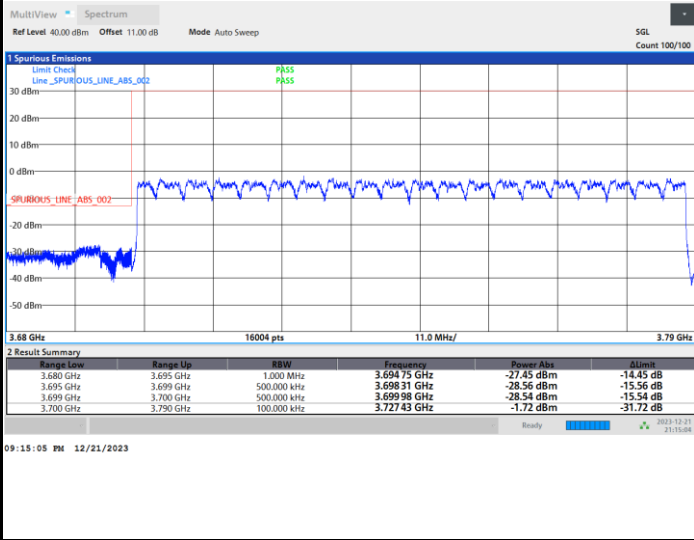 MultiView Spectrum
Ref Level 40.00 dBm Offset 11.00 dB Mode Auto Sweep SGL
Count 100/100
1 Spurious Emissions
Limit Check PASS
Line _SPURIOUS_LINE_ABS_002 PASS
30 dBm
20 dBm
10 dBm
0 dBm
_SPURIOUS_LINE_ABS_002
-20 dBm
-30 dBm
-40 dBm
-50 dBm
3.68 GHz 16004 pts 11.0 MHz/ 3.79 GHz
2 Result Summary
Range Low Range Up RBW Frequency Power Abs ΔLimit
3.680 GHz 3.695 GHz 1.000 MHz 3.694 75 GHz -27.45 dBm -14.45 dB
3.695 GHz 3.699 GHz 500.000 kHz 3.698 31 GHz -28.56 dBm -15.56 dB
3.699 GHz 3.700 GHz 500.000 kHz 3.699 98 GHz -28.54 dBm -15.54 dB
3.700 GHz 3.790 GHz 100.000 kHz 3.727 43 GHz -1.72 dBm -31.72 dB
Ready 2023-12-21
21:15:04
09:15:05 PM 12/21/2023